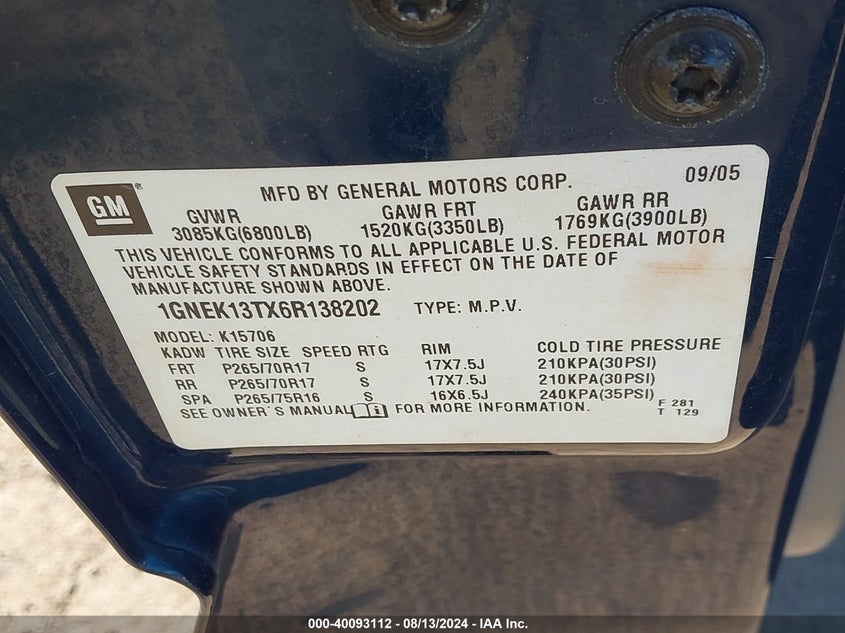 GM
MFD BY GENERAL MOTORS CORP. 09/05
GVWR GAWR FRT GAWR RR
3085KG(6800LB) 1520KG(3350LB) 1769KG(3900LB)
THIS VEHICLE CONFORMS TO ALL APPLICABLE U.S. FEDERAL MOTOR
VEHICLE SAFETY STANDARDS IN EFFECT ON THE DATE OF
MANUFACTURE SHOWN ABOVE.
1GNEK13TX6R138202 TYPE: M.P.V.
MODEL: K15706
KADW TIRE SIZE SPEED RTG RIM COLD TIRE PRESSURE
FRT P265/70R17 S 17X7.5J 210KPA(30PSI)
RR P265/70R17 S 17X7.5J 210KPA(30PSI)
SPA P265/75R16 S 16X6.5J 240KPA(35PSI)
SEE OWNER'S MANUAL FOR MORE INFORMATION.
F 281
T 129
000-40093112 - 08/13/2024 - IAA Inc.